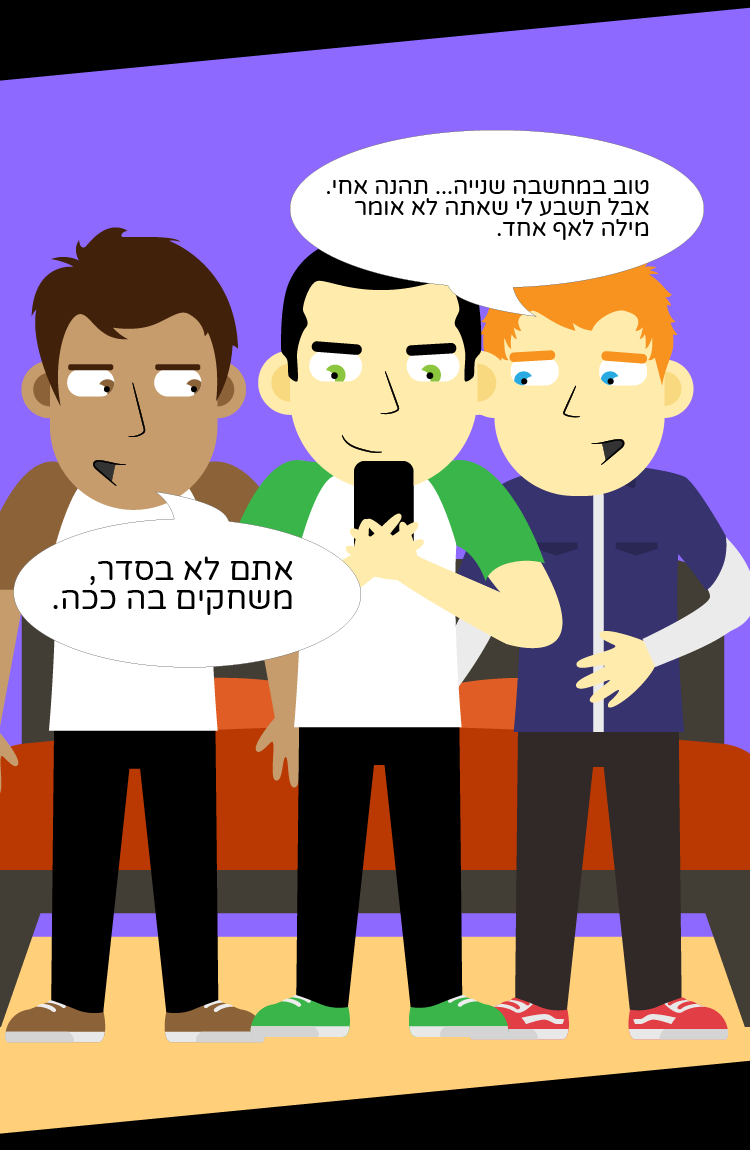 טוב במחשבה שנייה... תהנה אחי.
אבל תשבע לי שאתה לא אומר
מילה לאף אחד.
אתם לא בסדר,
משחקים בה ככה.